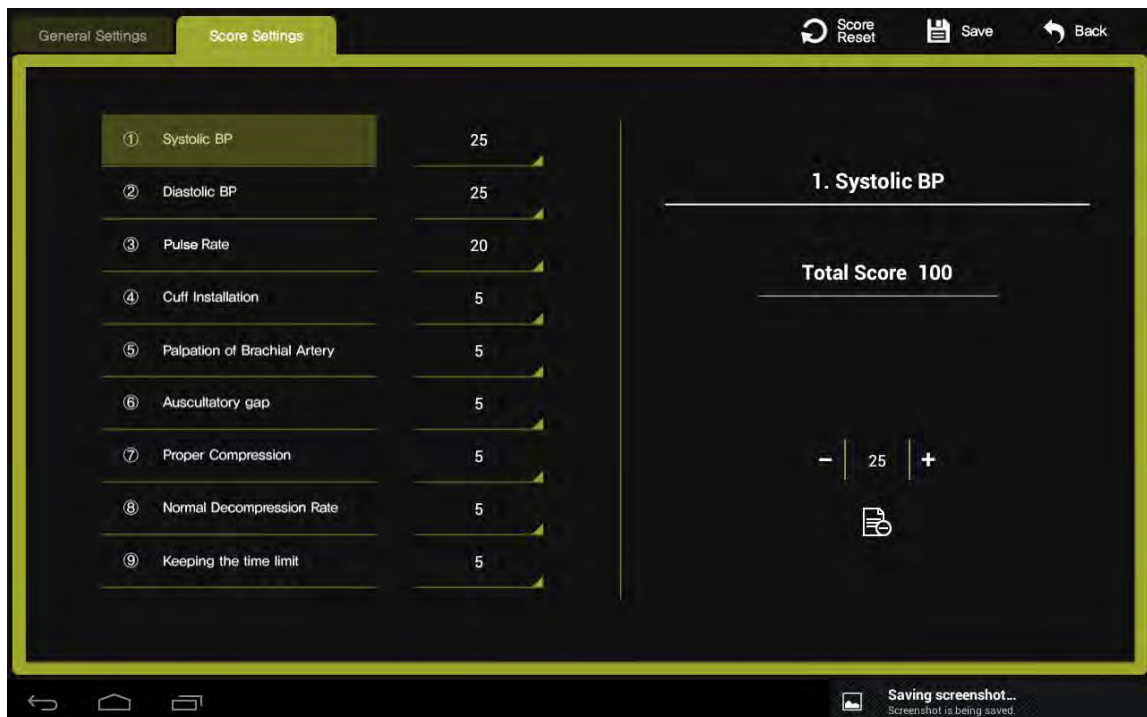 General Settings
Score Settings
Score Reset
Save
Back
① Systolic BP 25
② Diastolic BP 25
③ Pulse Rate 20
④ Cuff Installation 5
⑤ Palpation of Brachial Artery 5
⑥ Auscultatory gap 5
⑦ Proper Compression 5
⑧ Normal Decompression Rate 5
⑨ Keeping the time limit 5
1. Systolic BP
Total Score 100
− 25 +
Saving screenshot...
Screenshot is being saved.